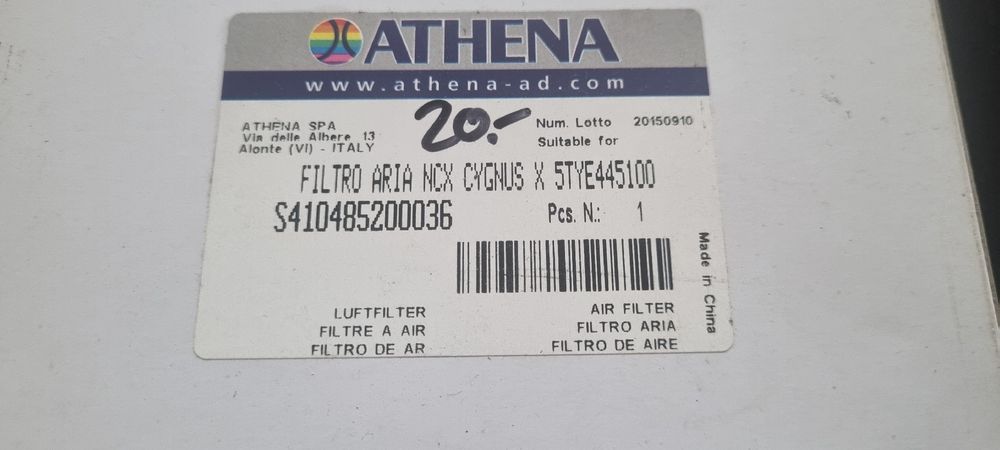 ATHENA
www.athena-ad.com
20.-
ATHENA SPA
Via delle Albere 13
Alonte (VI) - ITALY
Num. Lotto 20150910
Suitable for
FILTRO ARIA NCX CYGNUS X 5TYE445100
S410485200036 Pcs. N.: 1
Made in China
LUFTFILTER
FILTRE A AIR
FILTRO DE AR
AIR FILTER
FILTRO ARIA
FILTRO DE AIRE